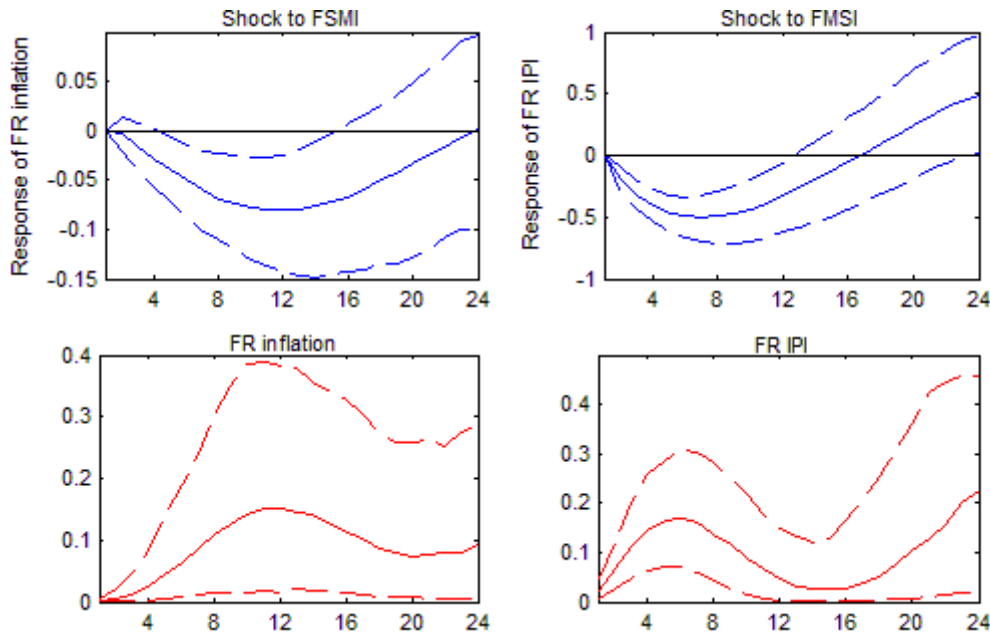 Shock to FSMI
Response of FR inflation
0.05
0
-0.05
-0.1
-0.15
4 8 12 16 20 24
Shock to FMSI
Response of FR IPI
1
0.5
0
-0.5
-1
4 8 12 16 20 24
FR inflation
0.4
0.3
0.2
0.1
0
4 8 12 16 20 24
FR IPI
0.4
0.3
0.2
0.1
0
4 8 12 16 20 24